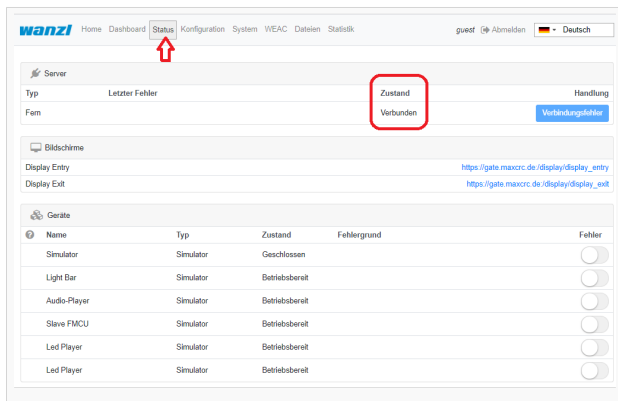 wanzl Home Dashboard Status Konfiguration System WEAC Dateien Statistik guest Abmelden Deutsch
Server
Typ Letzter Fehler Zustand Handlung
Fern Verbunden Verbindungsfehler
Bildschirme
Display Entry https://gate.maxcrc.de:/display/display_entry
Display Exit https://gate.maxcrc.de:/display/display_exit
Geräte
? Name Typ Zustand Fehlergrund Fehler
Simulator Simulator Geschlossen
Light Bar Simulator Betriebsbereit
Audio-Player Simulator Betriebsbereit
Slave FMCU Simulator Betriebsbereit
Led Player Simulator Betriebsbereit
Led Player Simulator Betriebsbereit